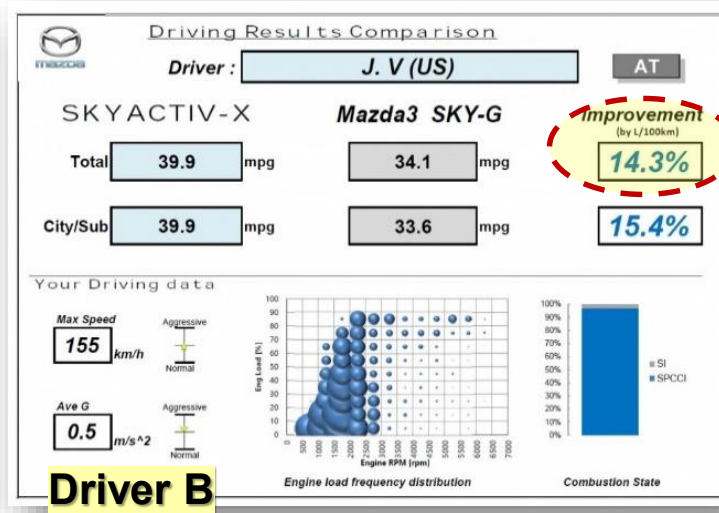 Driving Results Comparison
mazda
Driver : J. V (US) AT
SKYACTIV-X Mazda3 SKY-G Improvement
(by L/100km)
Total 39.9 mpg 34.1 mpg 14.3%
City/Sub 39.9 mpg 33.6 mpg 15.4%
Your Driving data
Max Speed
155 km/h
Aggressive
Normal
Ave G
0.5 m/s^2
Aggressive
Normal
Driver B
Eng Load [%]
100
90
80
70
60
50
40
30
20
10
0
0 500 1000 1500 2000 2500 3000 3500 4000 4500 5000 5500 6000 6500 7000
Engine RPM [rpm]
Engine load frequency distribution
100%
90%
80%
70%
60%
50%
40%
30%
20%
10%
0%
SI
SPCCI
Combustion State